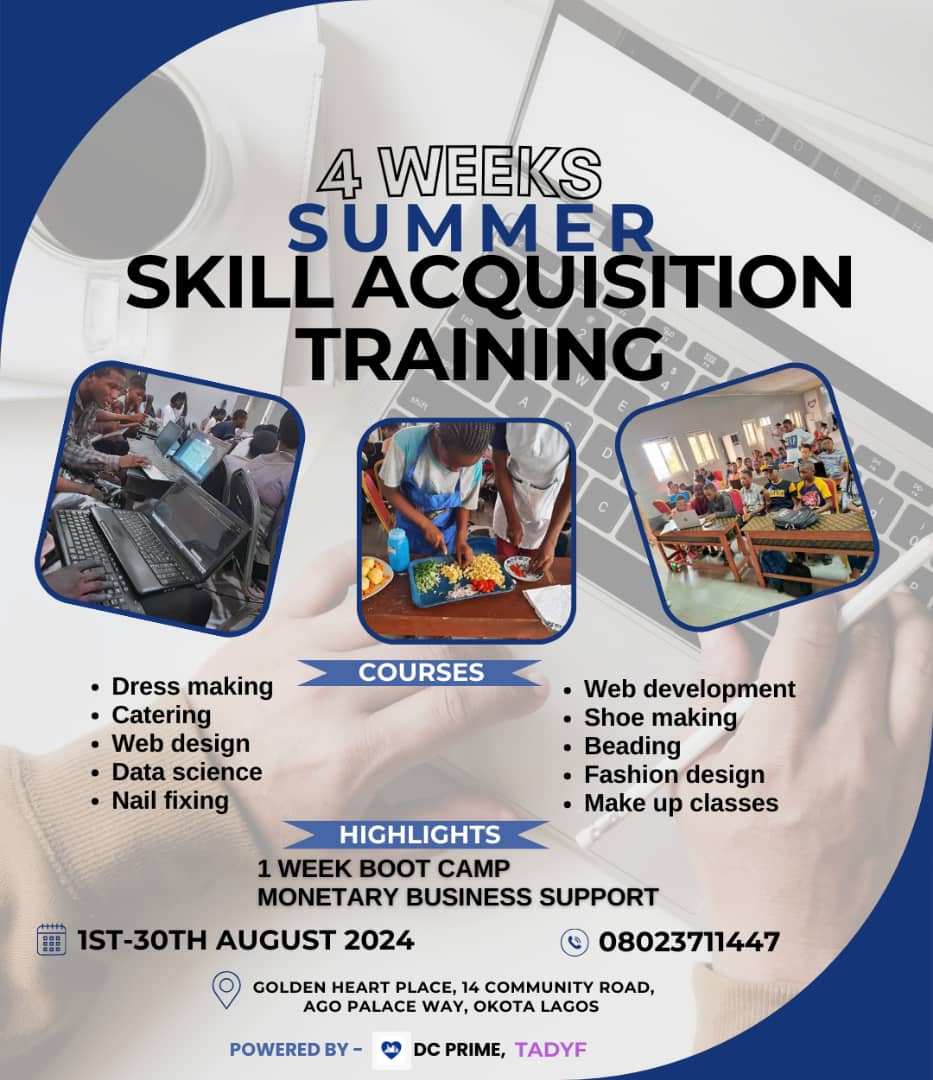 4 WEEKS
SUMMER
SKILL ACQUISITION
TRAINING
COURSES
• Dress making
• Catering
• Web design
• Data science
• Nail fixing
• Web development
• Shoe making
• Beading
• Fashion design
• Make up classes
HIGHLIGHTS
1 WEEK BOOT CAMP
MONETARY BUSINESS SUPPORT
1ST-30TH AUGUST 2024
08023711447
GOLDEN HEART PLACE, 14 COMMUNITY ROAD,
AGO PALACE WAY, OKOTA LAGOS
POWERED BY - DC PRIME, TADYF